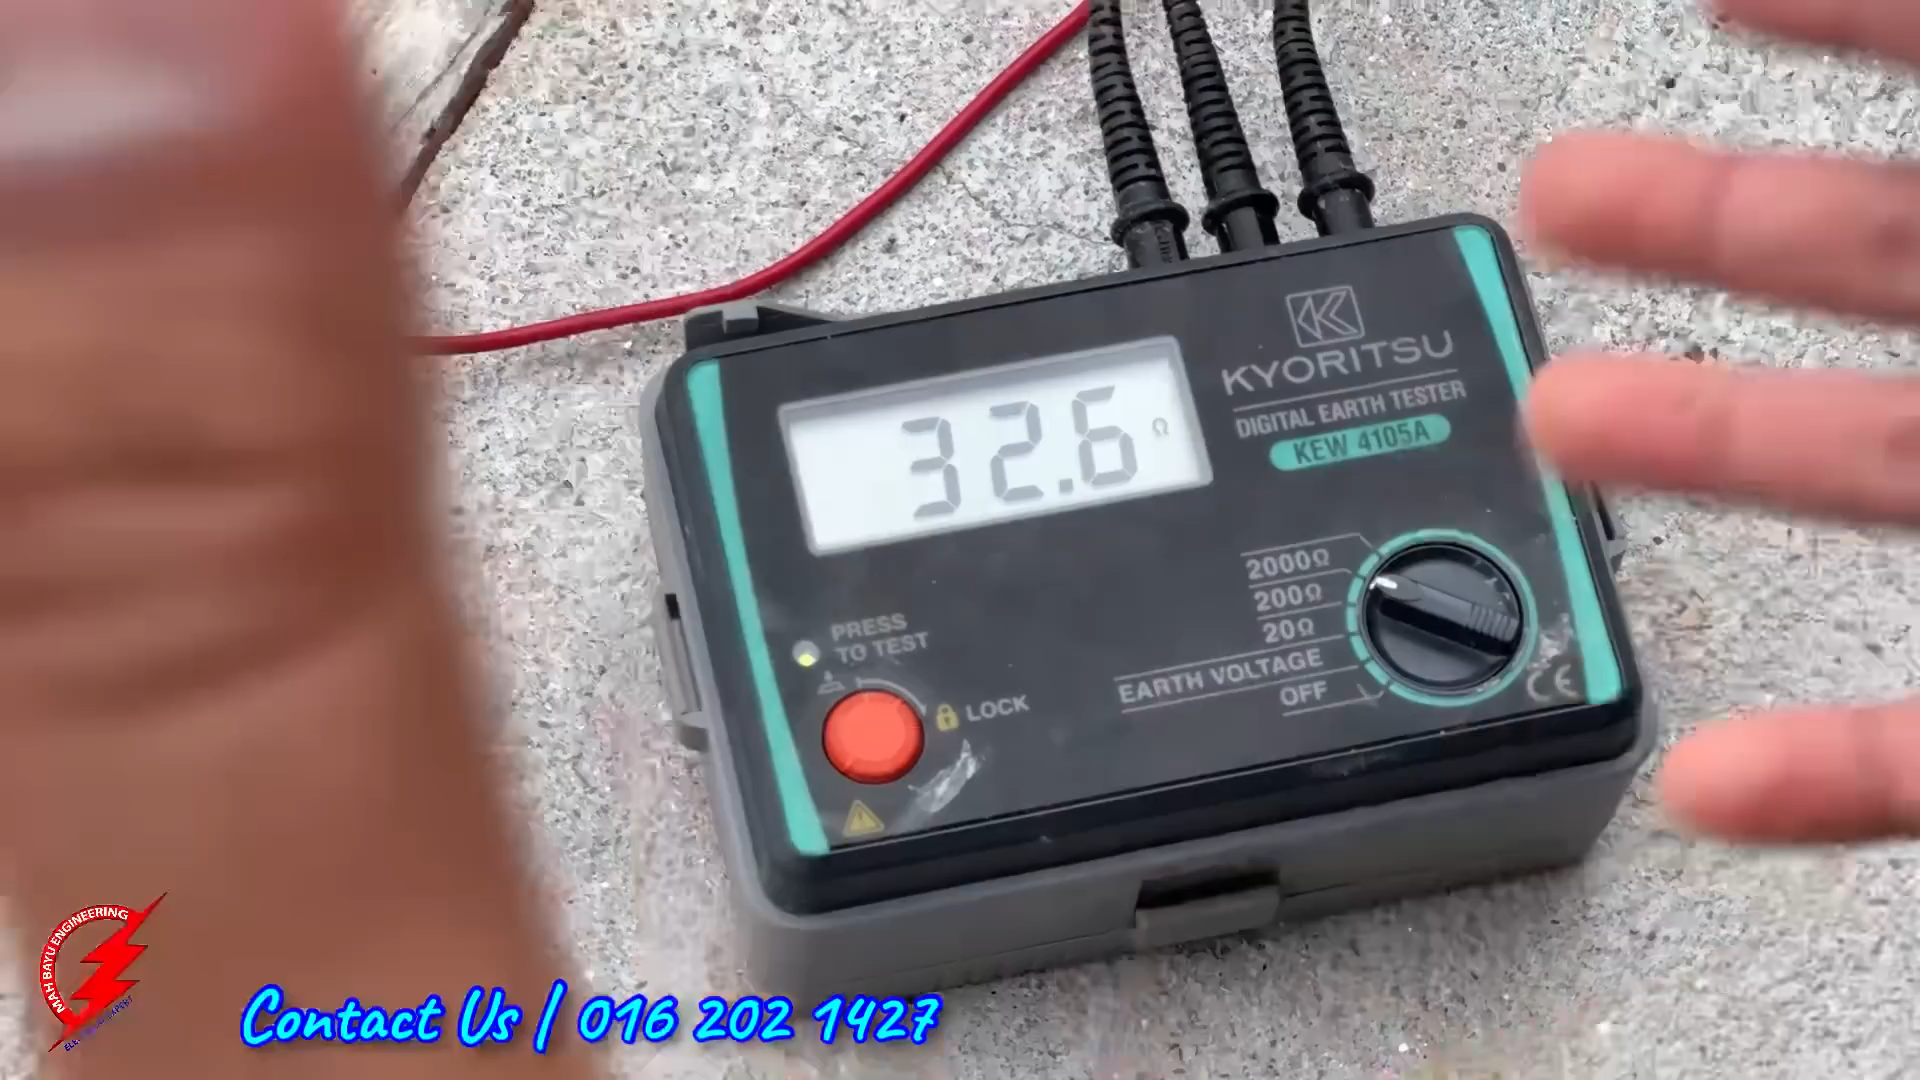 KYORITSU
DIGITAL EARTH TESTER
KEW 4105A
32.6 Ω
2000Ω
200Ω
20Ω
EARTH VOLTAGE
OFF
PRESS
TO TEST
LOCK
CE
MAH BAYU ENGINEERING
Contact Us | 016 202 1427